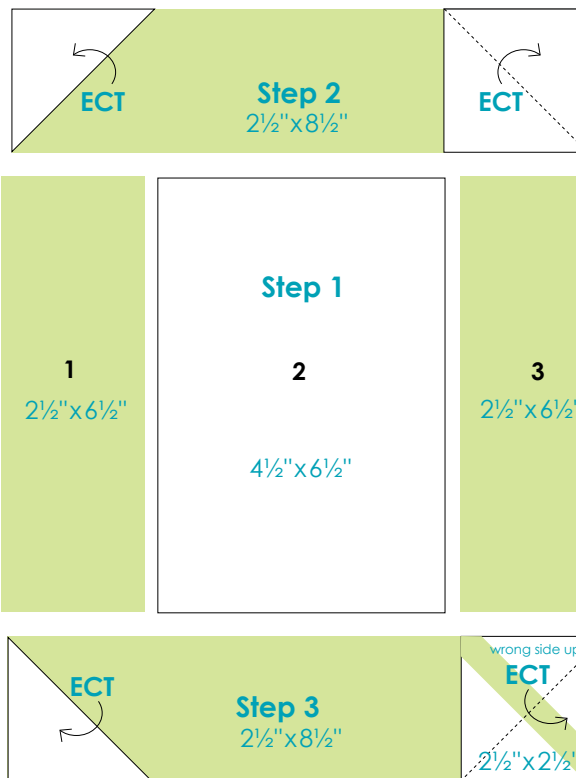 ECT
Step 2
2½"x8½"
ECT
Step 1
1
2½"x6½"
2
4½"x6½"
3
2½"x6½"
ECT
Step 3
2½"x8½"
wrong side up
ECT
2½"x2½"